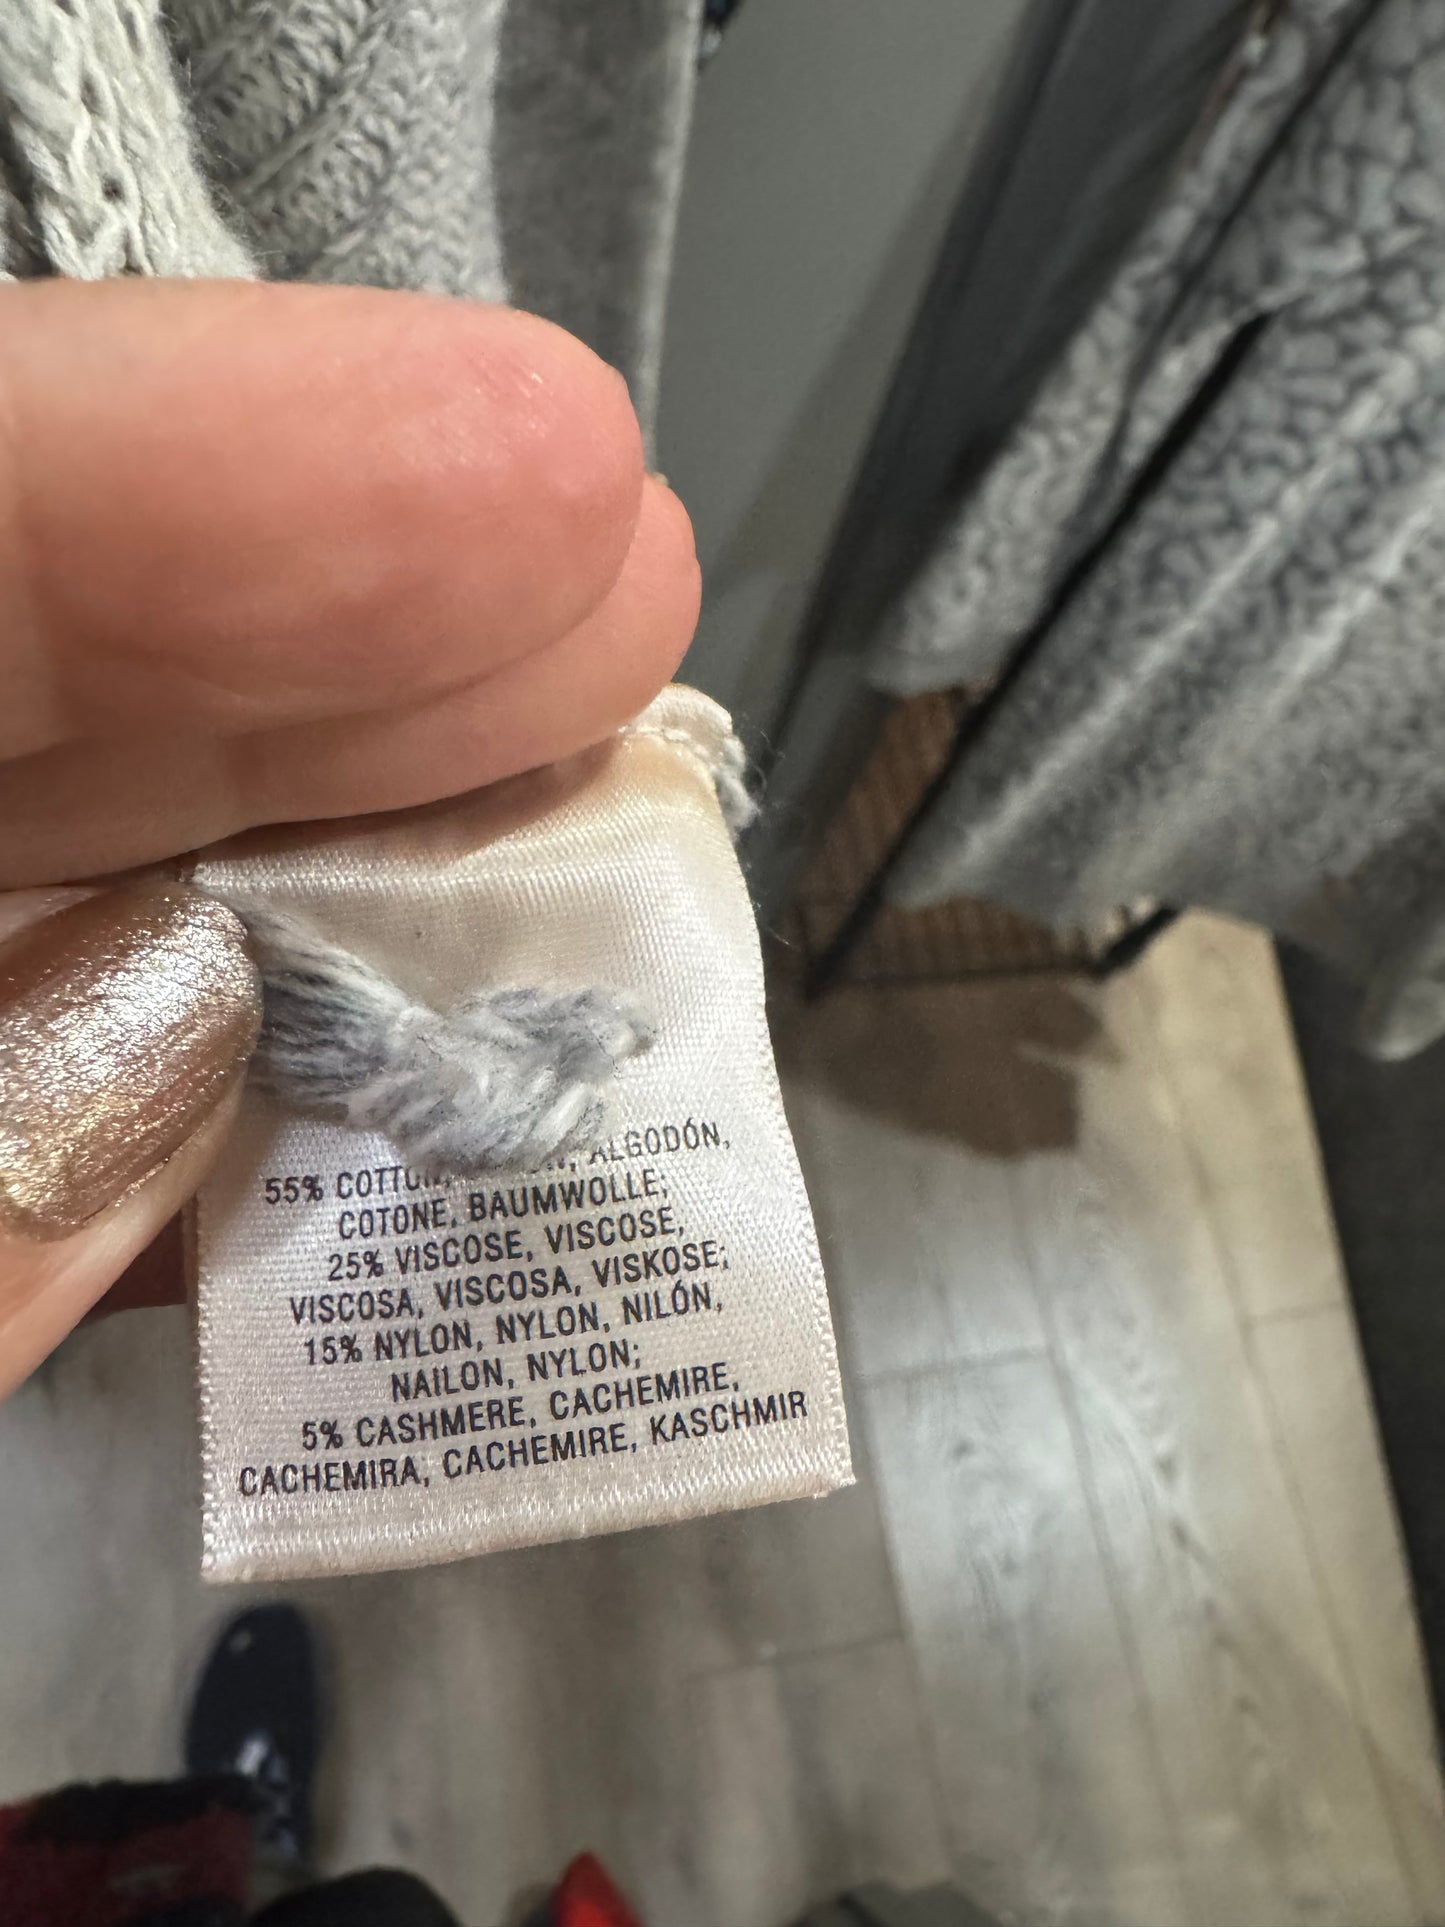 55% COTTON, ALGODÓN,
COTONE, BAUMWOLLE;
25% VISCOSE, VISCOSE,
VISCOSA, VISCOSA, VISKOSE;
15% NYLON, NYLON, NILÓN,
NAILON, NYLON;
5% CASHMERE, CACHEMIRE,
CACHEMIRA, CACHEMIRE, KASCHMIR